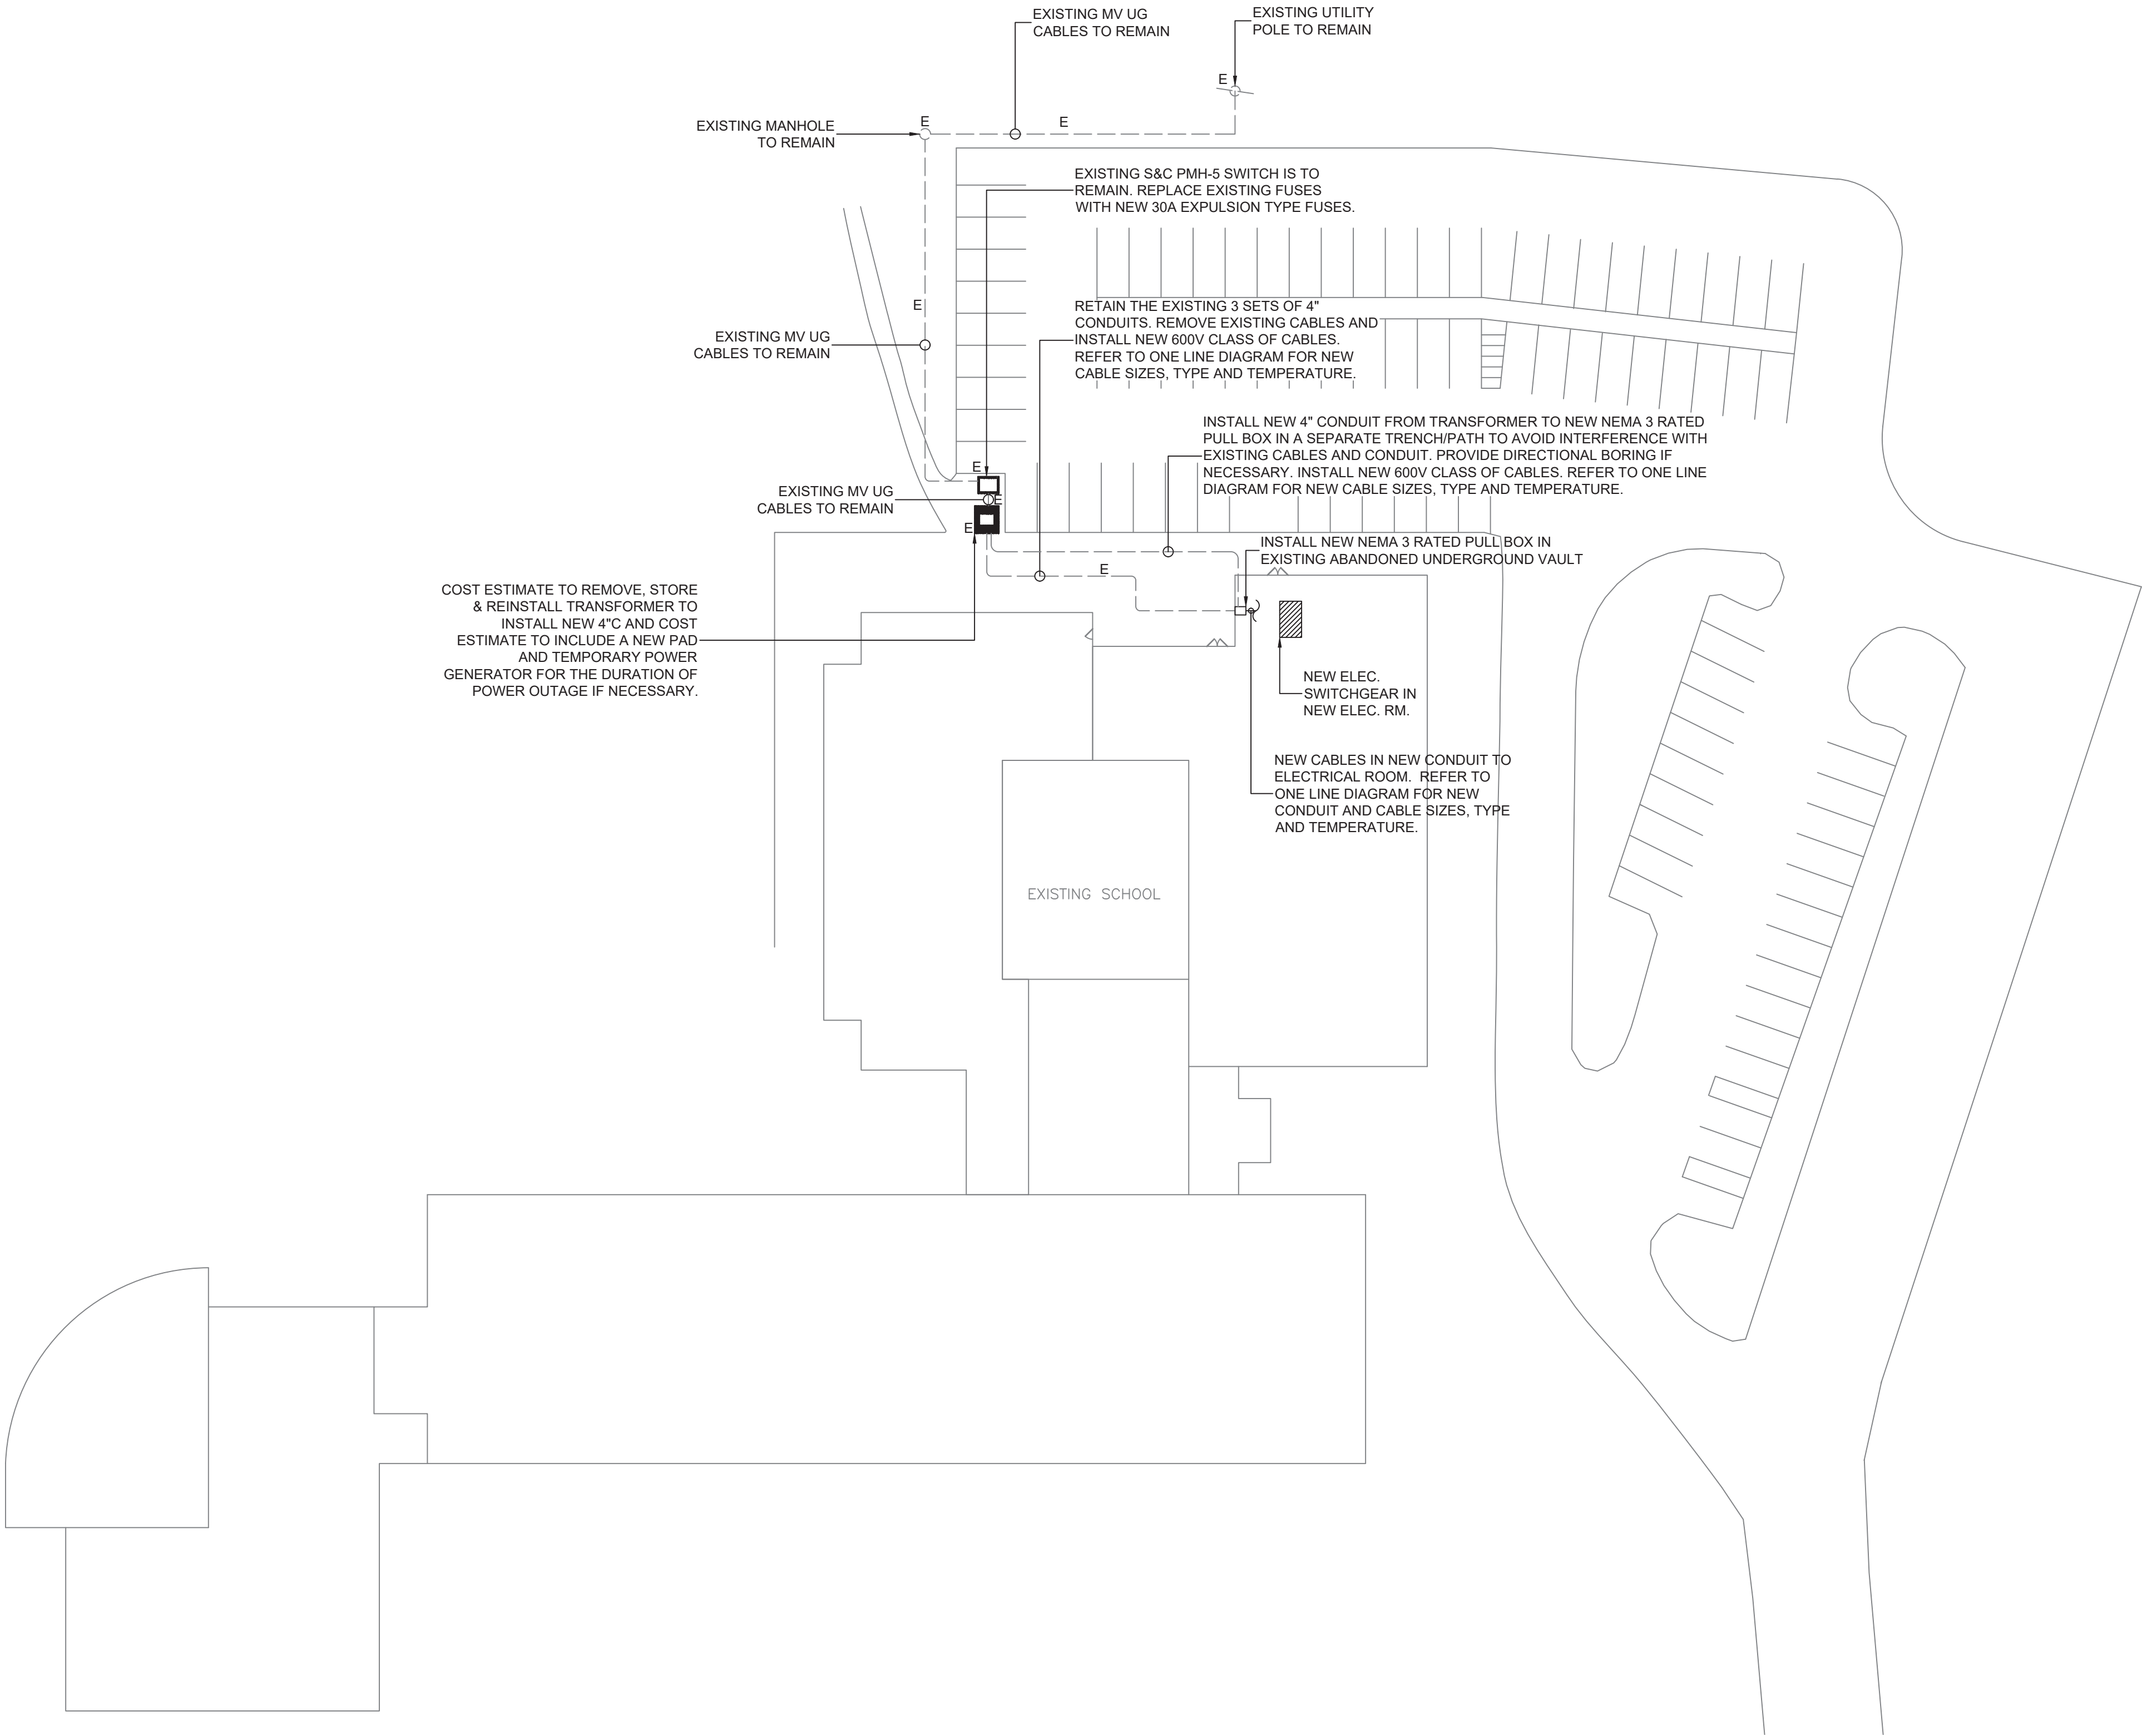 EXISTING MV UG
CABLES TO REMAIN
EXISTING UTILITY
POLE TO REMAIN
E
EXISTING MANHOLE
TO REMAIN
E
E
EXISTING S&C PMH-5 SWITCH IS TO
REMAIN. REPLACE EXISTING FUSES
WITH NEW 30A EXPULSION TYPE FUSES.
E
EXISTING MV UG
CABLES TO REMAIN
RETAIN THE EXISTING 3 SETS OF 4"
CONDUITS. REMOVE EXISTING CABLES AND
INSTALL NEW 600V CLASS OF CABLES.
REFER TO ONE LINE DIAGRAM FOR NEW
CABLE SIZES, TYPE AND TEMPERATURE.
INSTALL NEW 4" CONDUIT FROM TRANSFORMER TO NEW NEMA 3 RATED
PULL BOX IN A SEPARATE TRENCH/PATH TO AVOID INTERFERENCE WITH
EXISTING CABLES AND CONDUIT. PROVIDE DIRECTIONAL BORING IF
NECESSARY. INSTALL NEW 600V CLASS OF CABLES. REFER TO ONE LINE
DIAGRAM FOR NEW CABLE SIZES, TYPE AND TEMPERATURE.
E
EXISTING MV UG
CABLES TO REMAIN
E
E
INSTALL NEW NEMA 3 RATED PULL BOX IN
EXISTING ABANDONED UNDERGROUND VAULT
E
COST ESTIMATE TO REMOVE, STORE
& REINSTALL TRANSFORMER TO
INSTALL NEW 4"C AND COST
ESTIMATE TO INCLUDE A NEW PAD
AND TEMPORARY POWER
GENERATOR FOR THE DURATION OF
POWER OUTAGE IF NECESSARY.
NEW ELEC.
SWITCHGEAR IN
NEW ELEC. RM.
NEW CABLES IN NEW CONDUIT TO
ELECTRICAL ROOM. REFER TO
ONE LINE DIAGRAM FOR NEW
CONDUIT AND CABLE SIZES, TYPE
AND TEMPERATURE.
EXISTING SCHOOL